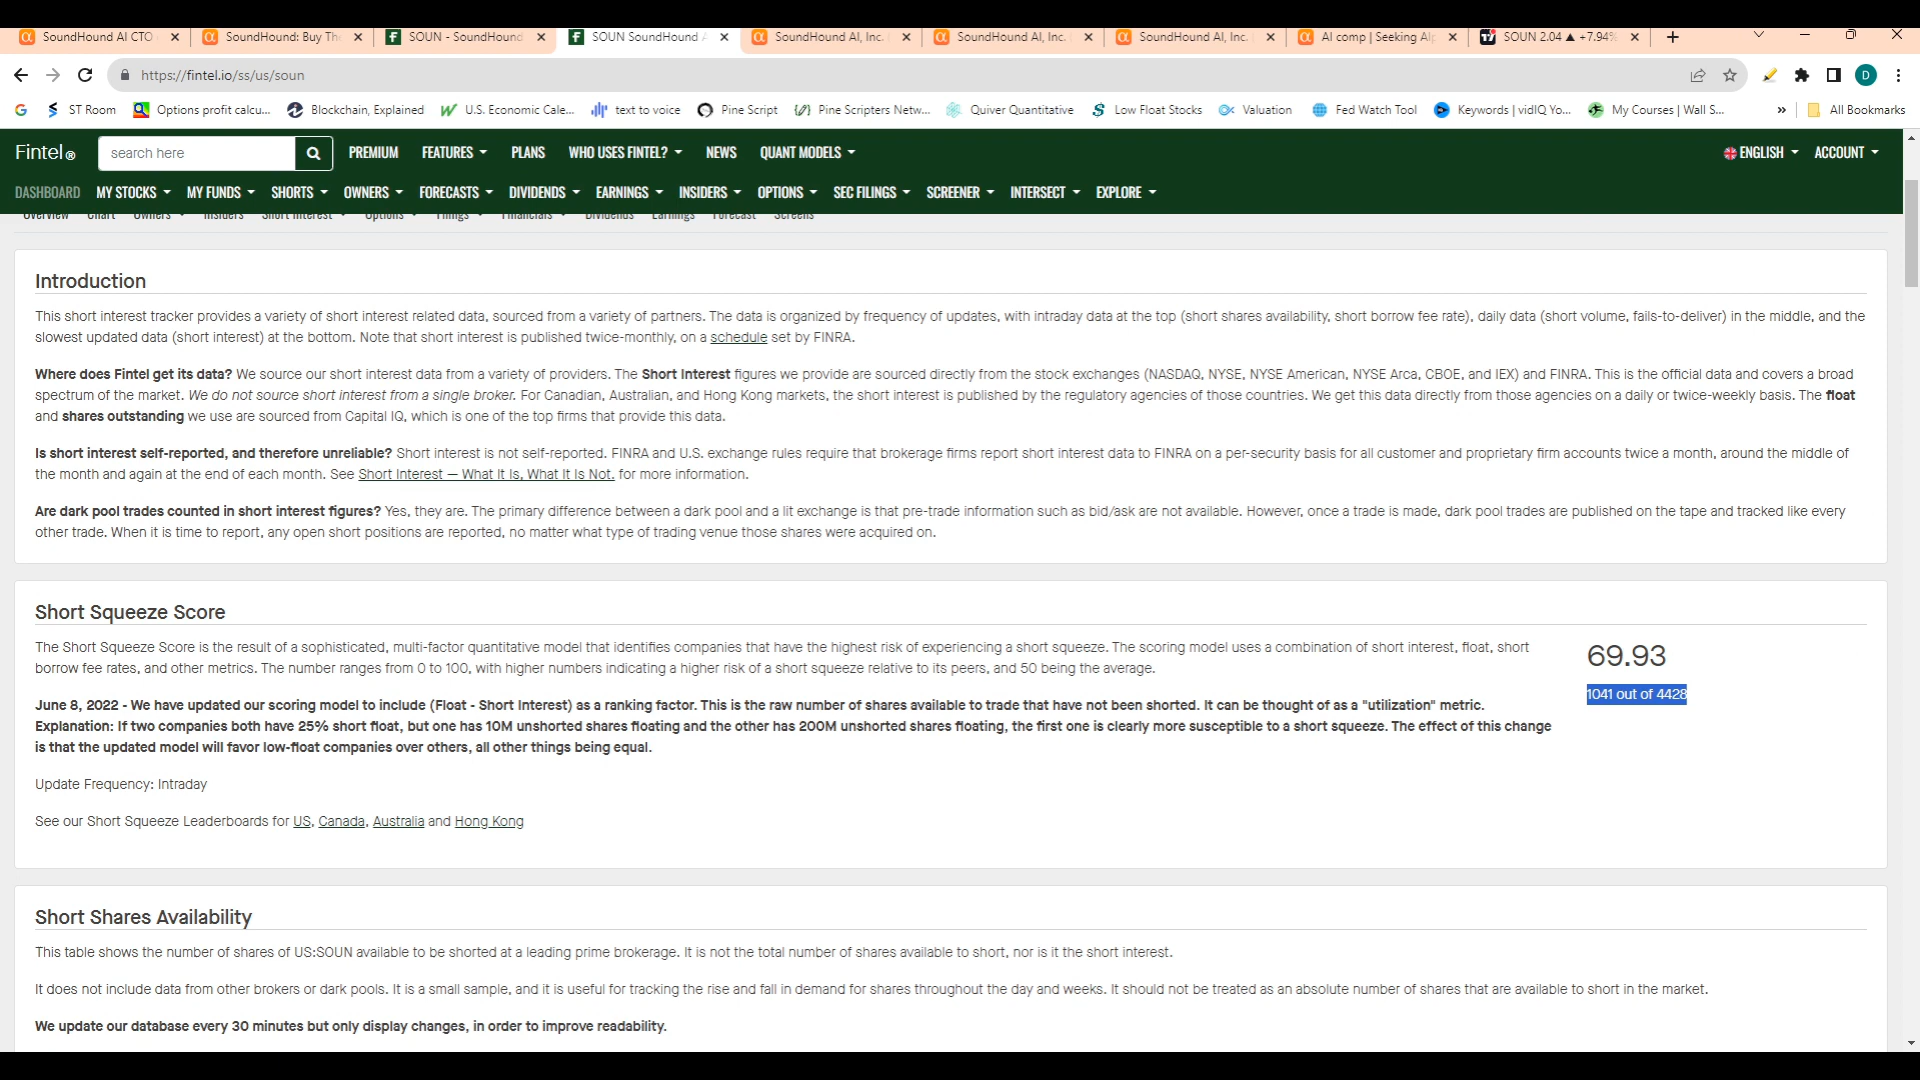 SoundHound AI CTO
SoundHound: Buy Th
SOUN - SoundHound
SOUN SoundHound A
SoundHound AI, Inc.
SoundHound AI, Inc.
SoundHound AI, Inc.
AI comp | Seeking Alp
SOUN 2.04 ▲ +7.94%
https://fintel.io/ss/us/soun
D
ST Room
Options profit calcu...
Blockchain, Explained
U.S. Economic Cale...
text to voice
Pine Script
Pine Scripters Netw...
Quiver Quantitative
Low Float Stocks
Valuation
Fed Watch Tool
Keywords | vidIQ Yo...
My Courses | Wall S...
»
All Bookmarks
Fintel®
search here
PREMIUM FEATURES PLANS WHO USES FINTEL? NEWS QUANT MODELS
ENGLISH ACCOUNT
DASHBOARD MY STOCKS MY FUNDS SHORTS OWNERS FORECASTS DIVIDENDS EARNINGS INSIDERS OPTIONS SEC FILINGS SCREENER INTERSECT EXPLORE
Overview Chart Owners Insiders Short Interest Options Filings Financials Dividends Earnings Forecast Screens
Introduction
This short interest tracker provides a variety of short interest related data, sourced from a variety of partners. The data is organized by frequency of updates, with intraday data at the top (short shares availability, short borrow fee rate), daily data (short volume, fails-to-deliver) in the middle, and the
slowest updated data (short interest) at the bottom. Note that short interest is published twice-monthly, on a schedule set by FINRA.
Where does Fintel get its data? We source our short interest data from a variety of providers. The Short Interest figures we provide are sourced directly from the stock exchanges (NASDAQ, NYSE, NYSE American, NYSE Arca, CBOE, and IEX) and FINRA. This is the official data and covers a broad
spectrum of the market. We do not source short interest from a single broker. For Canadian, Australian, and Hong Kong markets, the short interest is published by the regulatory agencies of those countries. We get this data directly from those agencies on a daily or twice-weekly basis. The float
and shares outstanding we use are sourced from Capital IQ, which is one of the top firms that provide this data.
Is short interest self-reported, and therefore unreliable? Short interest is not self-reported. FINRA and U.S. exchange rules require that brokerage firms report short interest data to FINRA on a per-security basis for all customer and proprietary firm accounts twice a month, around the middle of
the month and again at the end of each month. See Short Interest — What It Is, What It Is Not. for more information.
Are dark pool trades counted in short interest figures? Yes, they are. The primary difference between a dark pool and a lit exchange is that pre-trade information such as bid/ask are not available. However, once a trade is made, dark pool trades are published on the tape and tracked like every
other trade. When it is time to report, any open short positions are reported, no matter what type of trading venue those shares were acquired on.
Short Squeeze Score
The Short Squeeze Score is the result of a sophisticated, multi-factor quantitative model that identifies companies that have the highest risk of experiencing a short squeeze. The scoring model uses a combination of short interest, float, short
borrow fee rates, and other metrics. The number ranges from 0 to 100, with higher numbers indicating a higher risk of a short squeeze relative to its peers, and 50 being the average.
69.93
1041 out of 4428
June 8, 2022 - We have updated our scoring model to include (Float - Short Interest) as a ranking factor. This is the raw number of shares available to trade that have not been shorted. It can be thought of as a "utilization" metric.
Explanation: If two companies both have 25% short float, but one has 10M unshorted shares floating and the other has 200M unshorted shares floating, the first one is clearly more susceptible to a short squeeze. The effect of this change
is that the updated model will favor low-float companies over others, all other things being equal.
Update Frequency: Intraday
See our Short Squeeze Leaderboards for US, Canada, Australia and Hong Kong
Short Shares Availability
This table shows the number of shares of US:SOUN available to be shorted at a leading prime brokerage. It is not the total number of shares available to short, nor is it the short interest.
It does not include data from other brokers or dark pools. It is a small sample, and it is useful for tracking the rise and fall in demand for shares throughout the day and weeks. It should not be treated as an absolute number of shares that are available to short in the market.
We update our database every 30 minutes but only display changes, in order to improve readability.